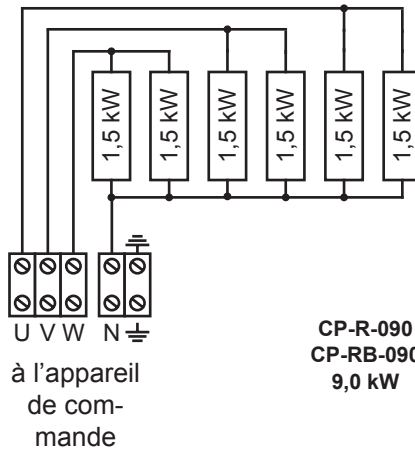 1,5 kW
1,5 kW
1,5 kW
1,5 kW
1,5 kW
1,5 kW
U V W N
à l’appareil
de com-
mande
CP-R-090
CP-RB-090
9,0 kW